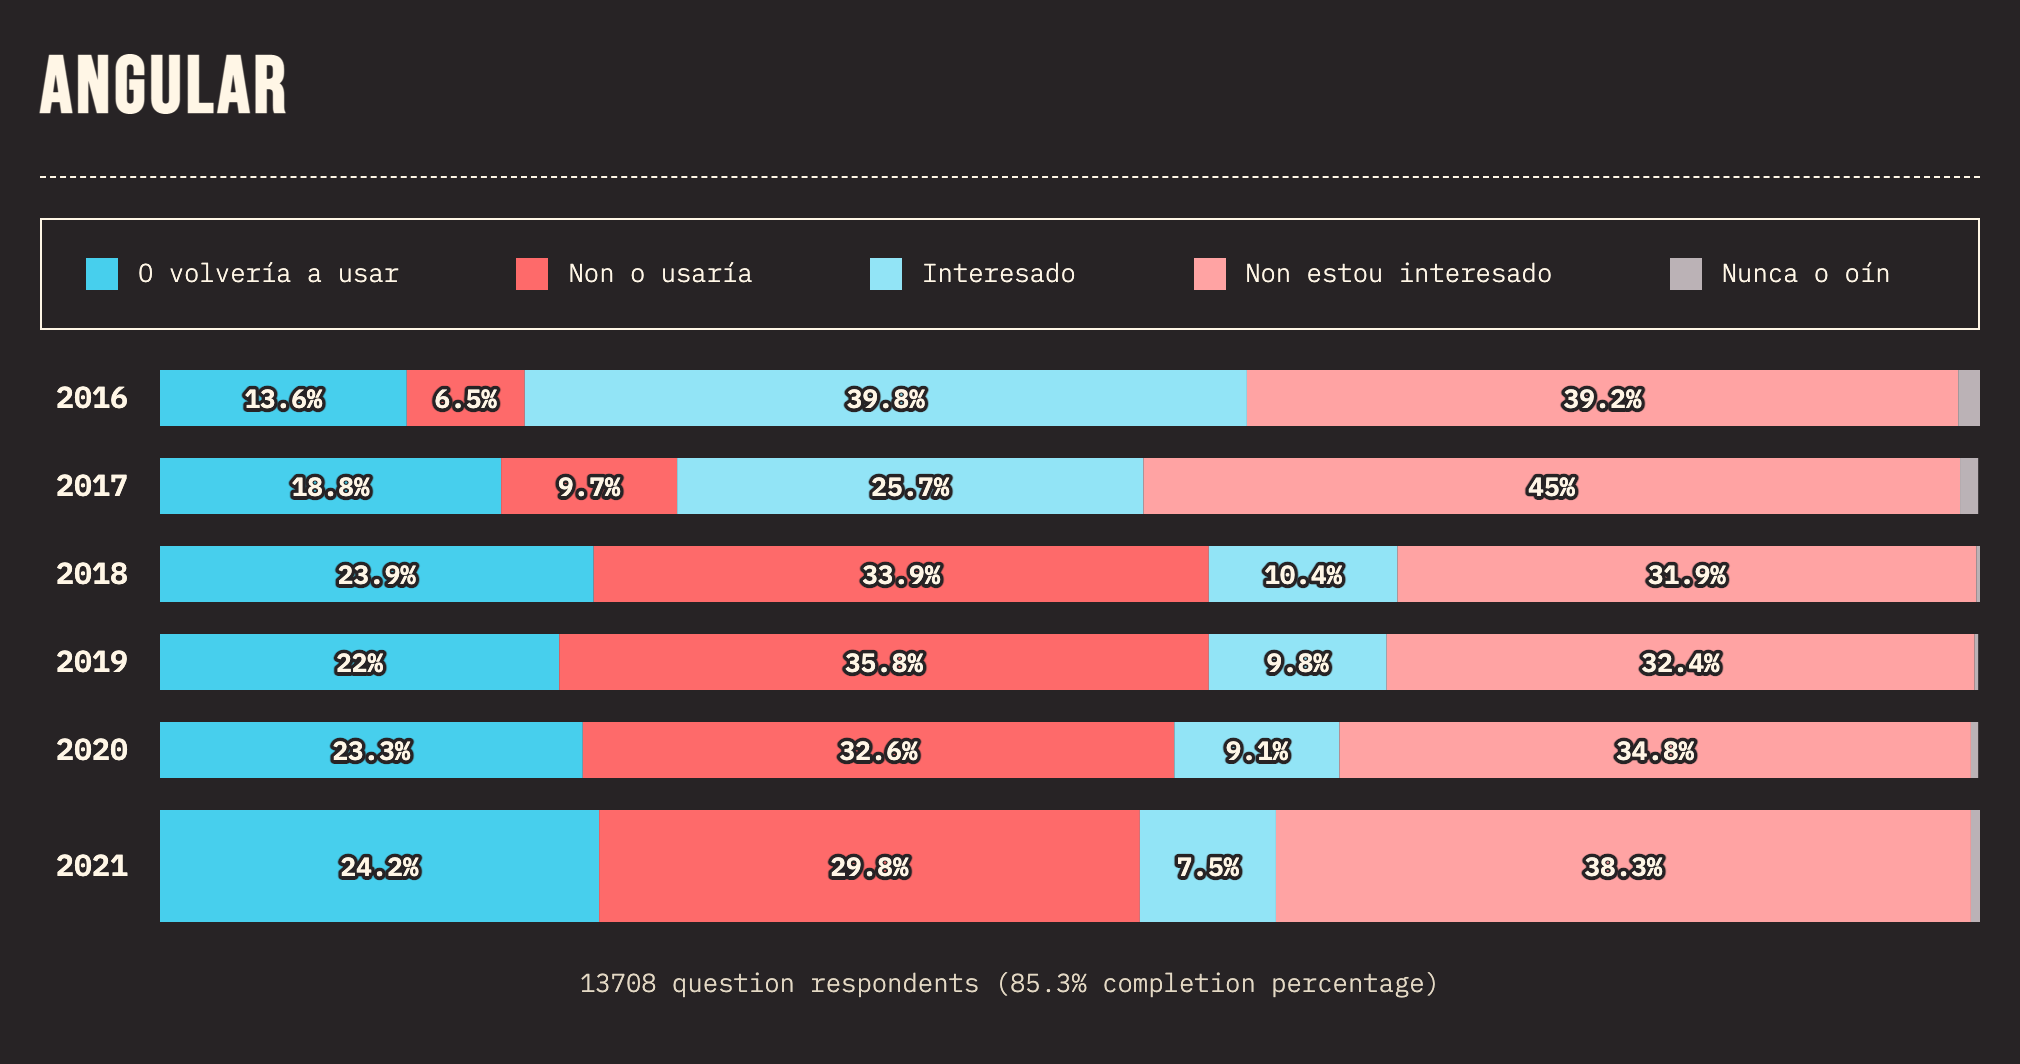 ANGULAR
O volvería a usar Non o usaría Interesado Non estou interesado Nunca o oín
2016 13.6% 6.5% 39.8% 39.2%
2017 18.8% 9.7% 25.7% 45%
2018 23.9% 33.9% 10.4% 31.9%
2019 22% 35.8% 9.8% 32.4%
2020 23.3% 32.6% 9.1% 34.8%
2021 24.2% 29.8% 7.5% 38.3%
13708 question respondents (85.3% completion percentage)